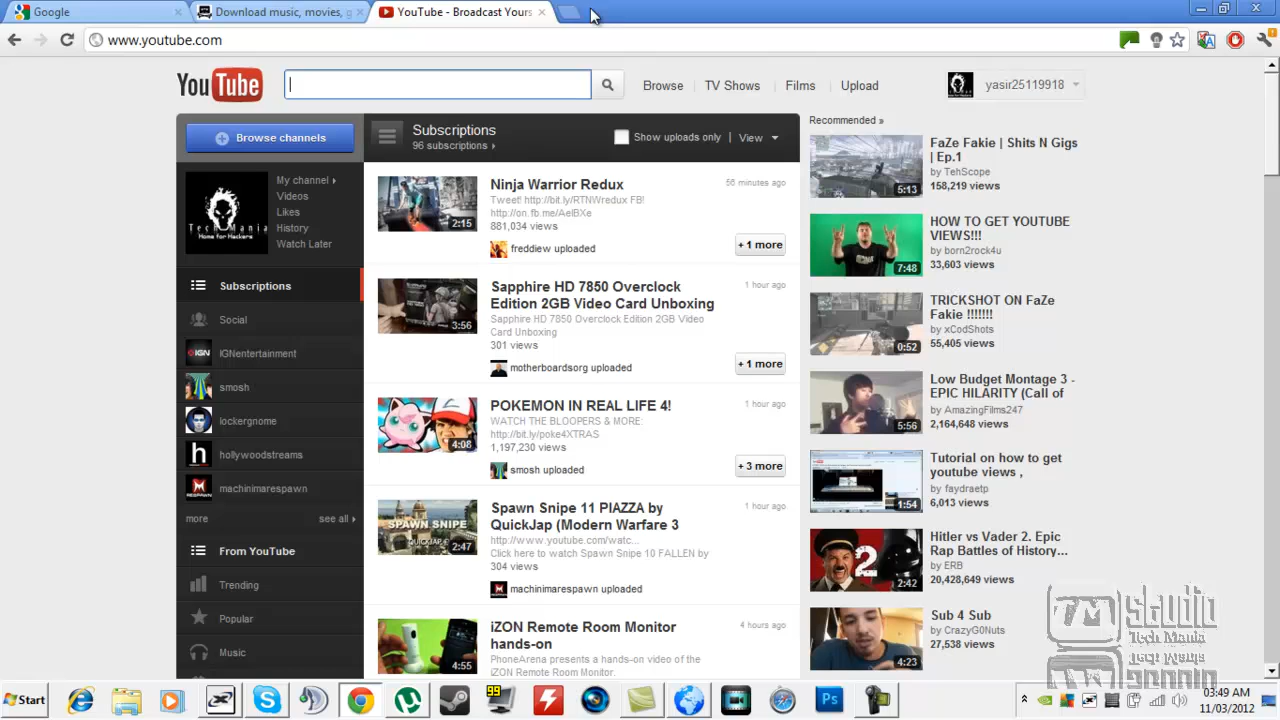 Google
Download music, movies, g
YouTube - Broadcast Yours
www.youtube.com
YouTube
Browse
TV Shows
Films
Upload
yasir25119918
Browse channels
Tech Mania
Home for Hackers
My channel
Videos
Likes
History
Watch Later
Subscriptions
Social
IGN
IGNentertainment
smosh
lockergnome
h
hollywoodstreams
machinimarespawn
more
see all
From YouTube
Trending
Popular
Music
Subscriptions
96 subscriptions
Show uploads only
View
2:15
Ninja Warrior Redux
56 minutes ago
Tweet! http://bit.ly/RTNWredux FB!
http://on.fb.me/AelBXe
881,034 views
freddiew uploaded
+ 1 more
3:56
Sapphire HD 7850 Overclock
Edition 2GB Video Card Unboxing
1 hour ago
Sapphire HD 7850 Overclock Edition 2GB Video
Card Unboxing
301 views
motherboardsorg uploaded
+ 1 more
4:08
POKEMON IN REAL LIFE 4!
1 hour ago
WATCH THE BLOOPERS & MORE:
http://bit.ly/poke4XTRAS
1,197,230 views
smosh uploaded
+ 3 more
SPAWN SNIPE
2:47
Spawn Snipe 11 PIAZZA by
QuickJap (Modern Warfare 3
1 hour ago
http://www.youtube.com/watc...
Click here to watch Spawn Snipe 10 FALLEN by
304 views
machinimarespawn uploaded
4:55
iZON Remote Room Monitor
hands-on
4 hours ago
PhoneArena presents a hands-on video of the
iZON Remote Room Monitor.
Recommended »
5:13
FaZe Fakie | Shits N Gigs
| Ep.1
by TehScope
158,219 views
7:48
HOW TO GET YOUTUBE
VIEWS!!!
by born2rock4u
33,603 views
0:52
TRICKSHOT ON FaZe
Fakie !!!!!!!
by xCodShots
55,405 views
5:56
Low Budget Montage 3 -
EPIC HILARITY (Call of
by AmazingFilms247
2,164,648 views
1:54
Tutorial on how to get
youtube views ,
by faydraetp
6,013 views
2:42
Hitler vs Vader 2. Epic
Rap Battles of History...
by ERB
20,428,649 views
4:23
Sub 4 Sub
by CrazyG0Nuts
27,538 views
TM Studio
Tech Mania
Start
99
Ps
03:49 AM
11/03/2012